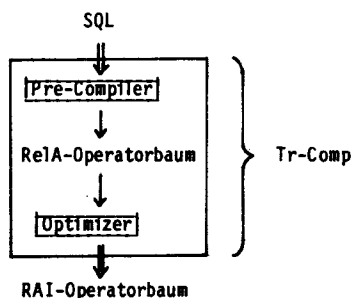 SQL
Pre-Compiler
RelA-Operatorbaum
Tr-Comp
Optimizer
RAI-Operatorbaum